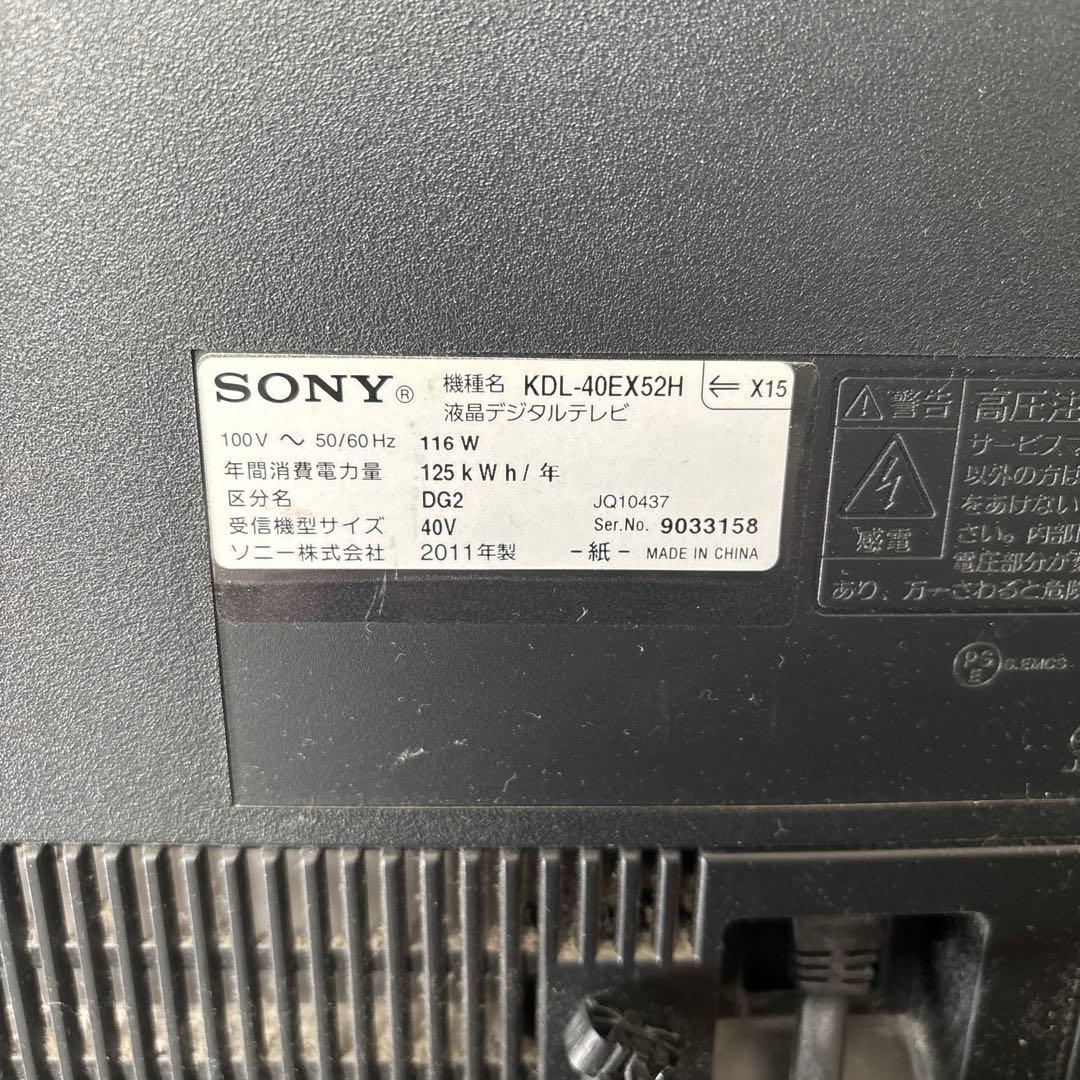 SONY® 機種名 KDL-40EX52H ⇐ X15
液晶デジタルテレビ
100V ～ 50/60Hz 116 W
年間消費電力量 125 k W h / 年
区分名 DG2 JQ10437
受信機型サイズ 40V Ser.No. 9033158
ソニー株式会社 2011年製 -紙- MADE IN CHINA
警告 高圧注
サービスマ
以外の方は
をあけない
感電 さい。内部
電圧部分が
あり、万一さわると危険
PS
E S.EMCS